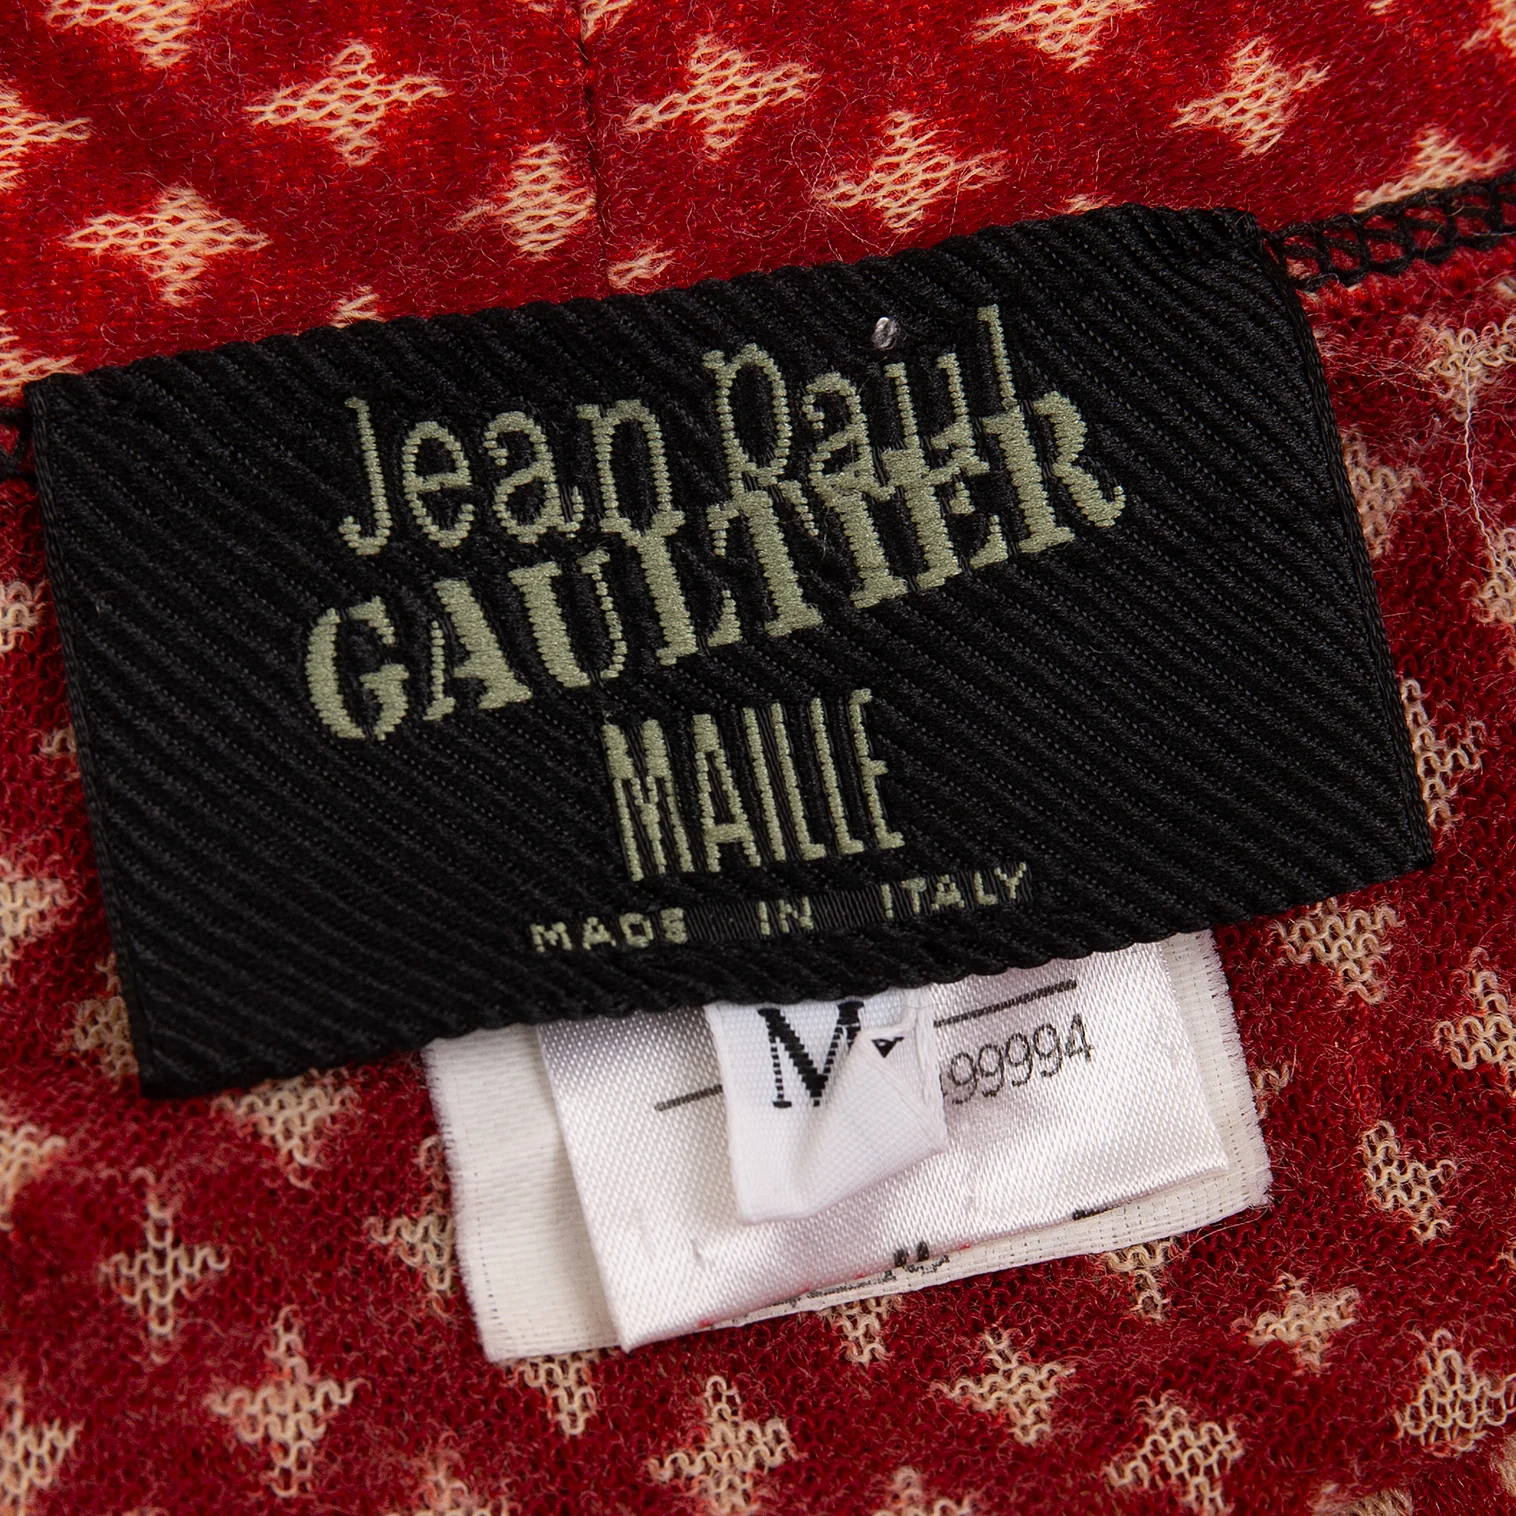 Jean Paul
GAULTIER
MAILLE
MADE IN ITALY
M
99994